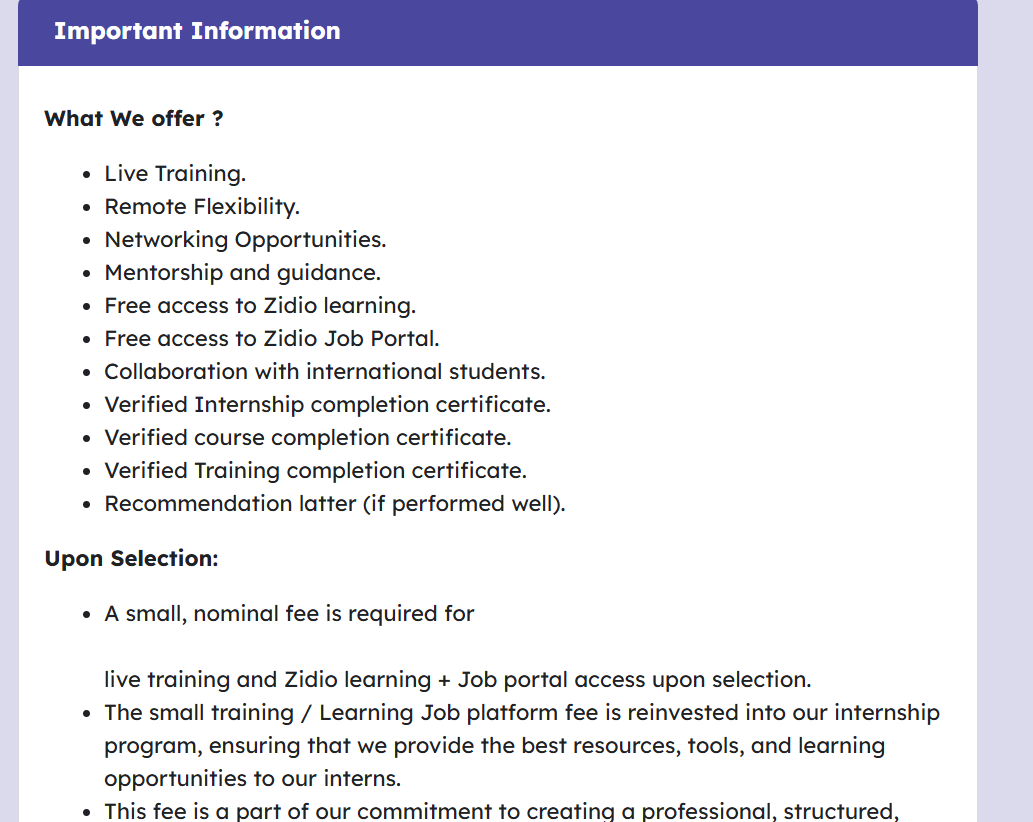 Important Information
What We offer ?
• Live Training.
• Remote Flexibility.
• Networking Opportunities.
• Mentorship and guidance.
• Free access to Zidio learning.
• Free access to Zidio Job Portal.
• Collaboration with international students.
• Verified Internship completion certificate.
• Verified course completion certificate.
• Verified Training completion certificate.
• Recommendation latter (if performed well).
Upon Selection:
• A small, nominal fee is required for
live training and Zidio learning + Job portal access upon selection.
• The small training / Learning Job platform fee is reinvested into our internship
program, ensuring that we provide the best resources, tools, and learning
opportunities to our interns.
• This fee is a part of our commitment to creating a professional, structured,